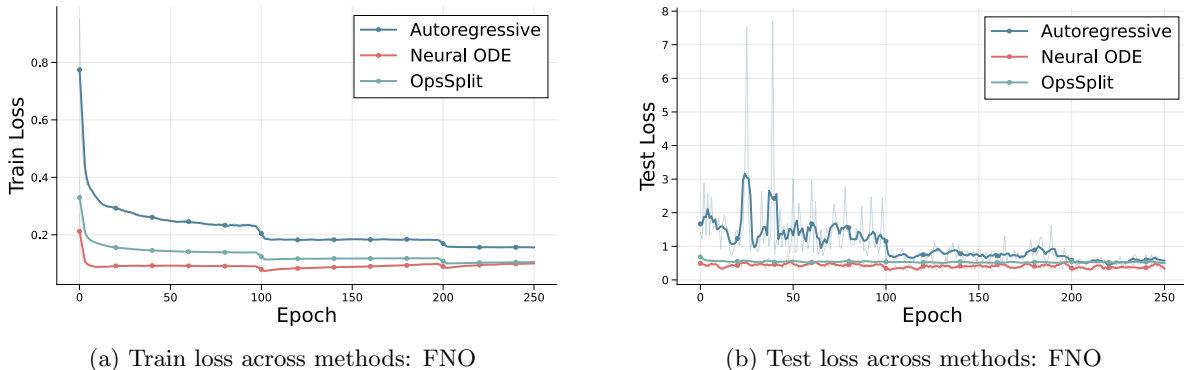 Train Loss
0.8
0.6
0.4
0.2
0
50
100
150
200
250
Epoch
Autoregressive
Neural ODE
OpsSplit
(a) Train loss across methods: FNO
Test Loss
8
7
6
5
4
3
2
1
0
0
50
100
150
200
250
Epoch
Autoregressive
Neural ODE
OpsSplit
(b) Test loss across methods: FNO